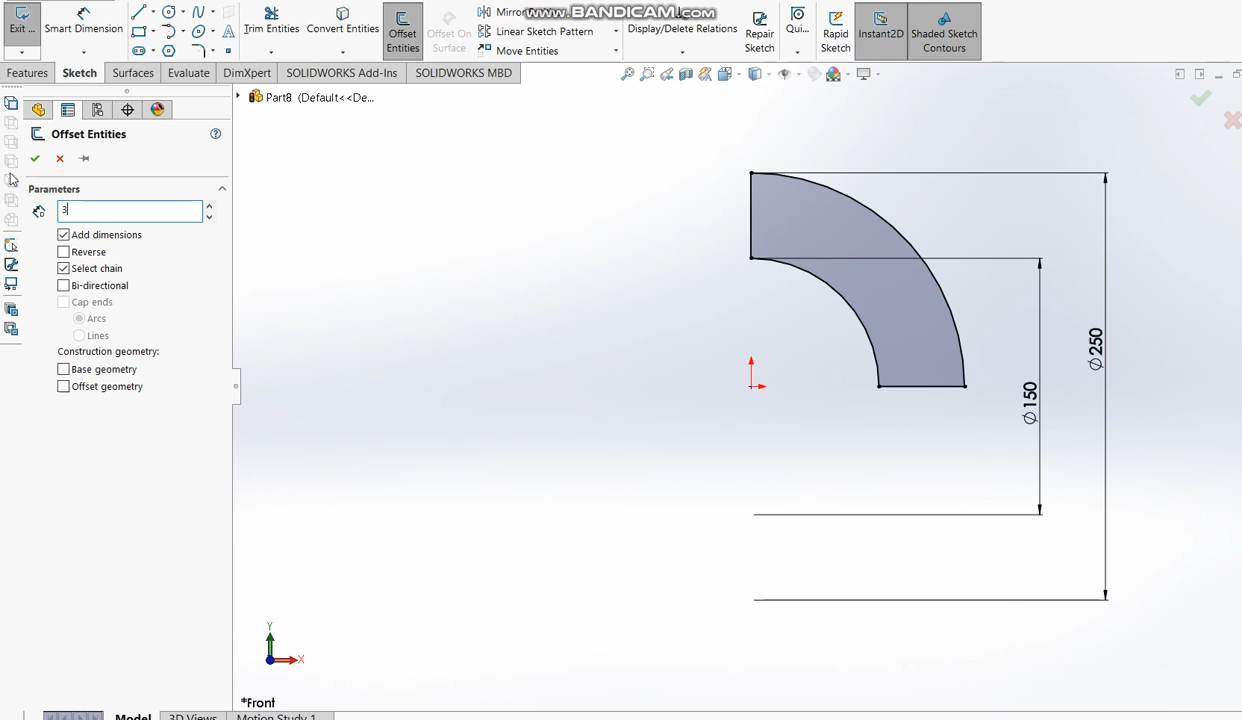 www.BANDICAM.com
Exit ...
Smart Dimension
Trim Entities
Convert Entities
Offset Entities
Offset On Surface
Mirror
Linear Sketch Pattern
Move Entities
Display/Delete Relations
Repair Sketch
Qui...
Rapid Sketch
Instant2D
Shaded Sketch Contours
Features
Sketch
Surfaces
Evaluate
DimXpert
SOLIDWORKS Add-Ins
SOLIDWORKS MBD
Part8 (Default<<De...
Offset Entities
Parameters
3
Add dimensions
Reverse
Select chain
Bi-directional
Cap ends
Arcs
Lines
Construction geometry:
Base geometry
Offset geometry
∅250
∅150
Y
X
*Front
Model
3D Views
Motion Study 1